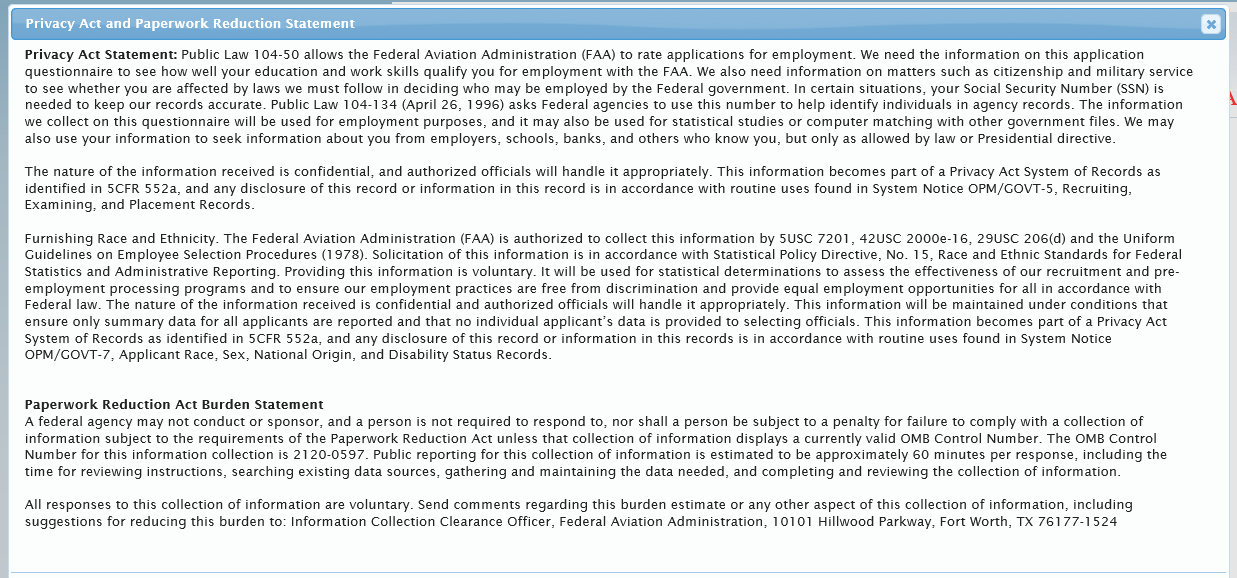 Privacy Act and Paperwork Reduction Statement
Privacy Act Statement: Public Law 104-50 allows the Federal Aviation Administration (FAA) to rate applications for employment. We need the information on this application
questionnaire to see how well your education and work skills qualify you for employment with the FAA. We also need information on matters such as citizenship and military service
to see whether you are affected by laws we must follow in deciding who may be employed by the Federal government. In certain situations, your Social Security Number (SSN) is
needed to keep our records accurate. Public Law 104-134 (April 26, 1996) asks Federal agencies to use this number to help identify individuals in agency records. The information
we collect on this questionnaire will be used for employment purposes, and it may also be used for statistical studies or computer matching with other government files. We may
also use your information to seek information about you from employers, schools, banks, and others who know you, but only as allowed by law or Presidential directive.
The nature of the information received is confidential, and authorized officials will handle it appropriately. This information becomes part of a Privacy Act System of Records as
identified in 5CFR 552a, and any disclosure of this record or information in this record is in accordance with routine uses found in System Notice OPM/GOVT-5, Recruiting,
Examining, and Placement Records.
Furnishing Race and Ethnicity. The Federal Aviation Administration (FAA) is authorized to collect this information by 5USC 7201, 42USC 2000e-16, 29USC 206(d) and the Uniform
Guidelines on Employee Selection Procedures (1978). Solicitation of this information is in accordance with Statistical Policy Directive, No. 15, Race and Ethnic Standards for Federal
Statistics and Administrative Reporting. Providing this information is voluntary. It will be used for statistical determinations to assess the effectiveness of our recruitment and pre-
employment processing programs and to ensure our employment practices are free from discrimination and provide equal employment opportunities for all in accordance with
Federal law. The nature of the information received is confidential and authorized officials will handle it appropriately. This information will be maintained under conditions that
ensure only summary data for all applicants are reported and that no individual applicant's data is provided to selecting officials. This information becomes part of a Privacy Act
System of Records as identified in 5CFR 552a, and any disclosure of this record or information in this records is in accordance with routine uses found in System Notice
OPM/GOVT-7, Applicant Race, Sex, National Origin, and Disability Status Records.
Paperwork Reduction Act Burden Statement
A federal agency may not conduct or sponsor, and a person is not required to respond to, nor shall a person be subject to a penalty for failure to comply with a collection of
information subject to the requirements of the Paperwork Reduction Act unless that collection of information displays a currently valid OMB Control Number. The OMB Control
Number for this information collection is 2120-0597. Public reporting for this collection of information is estimated to be approximately 60 minutes per response, including the
time for reviewing instructions, searching existing data sources, gathering and maintaining the data needed, and completing and reviewing the collection of information.
All responses to this collection of information are voluntary. Send comments regarding this burden estimate or any other aspect of this collection of information, including
suggestions for reducing this burden to: Information Collection Clearance Officer, Federal Aviation Administration, 10101 Hillwood Parkway, Fort Worth, TX 76177-1524